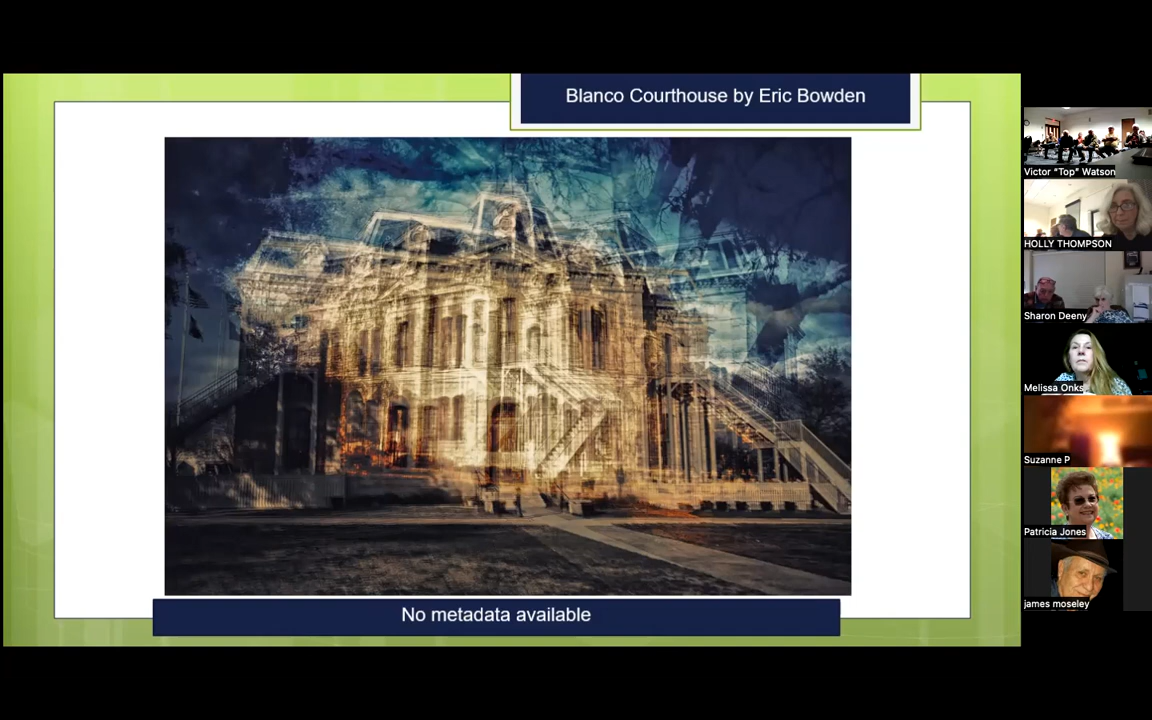 Blanco Courthouse by Eric Bowden
No metadata available
Victor “Top” Watson
HOLLY THOMPSON
Sharon Deeny
Melissa Onks
Suzanne P
Patricia Jones
james moseley